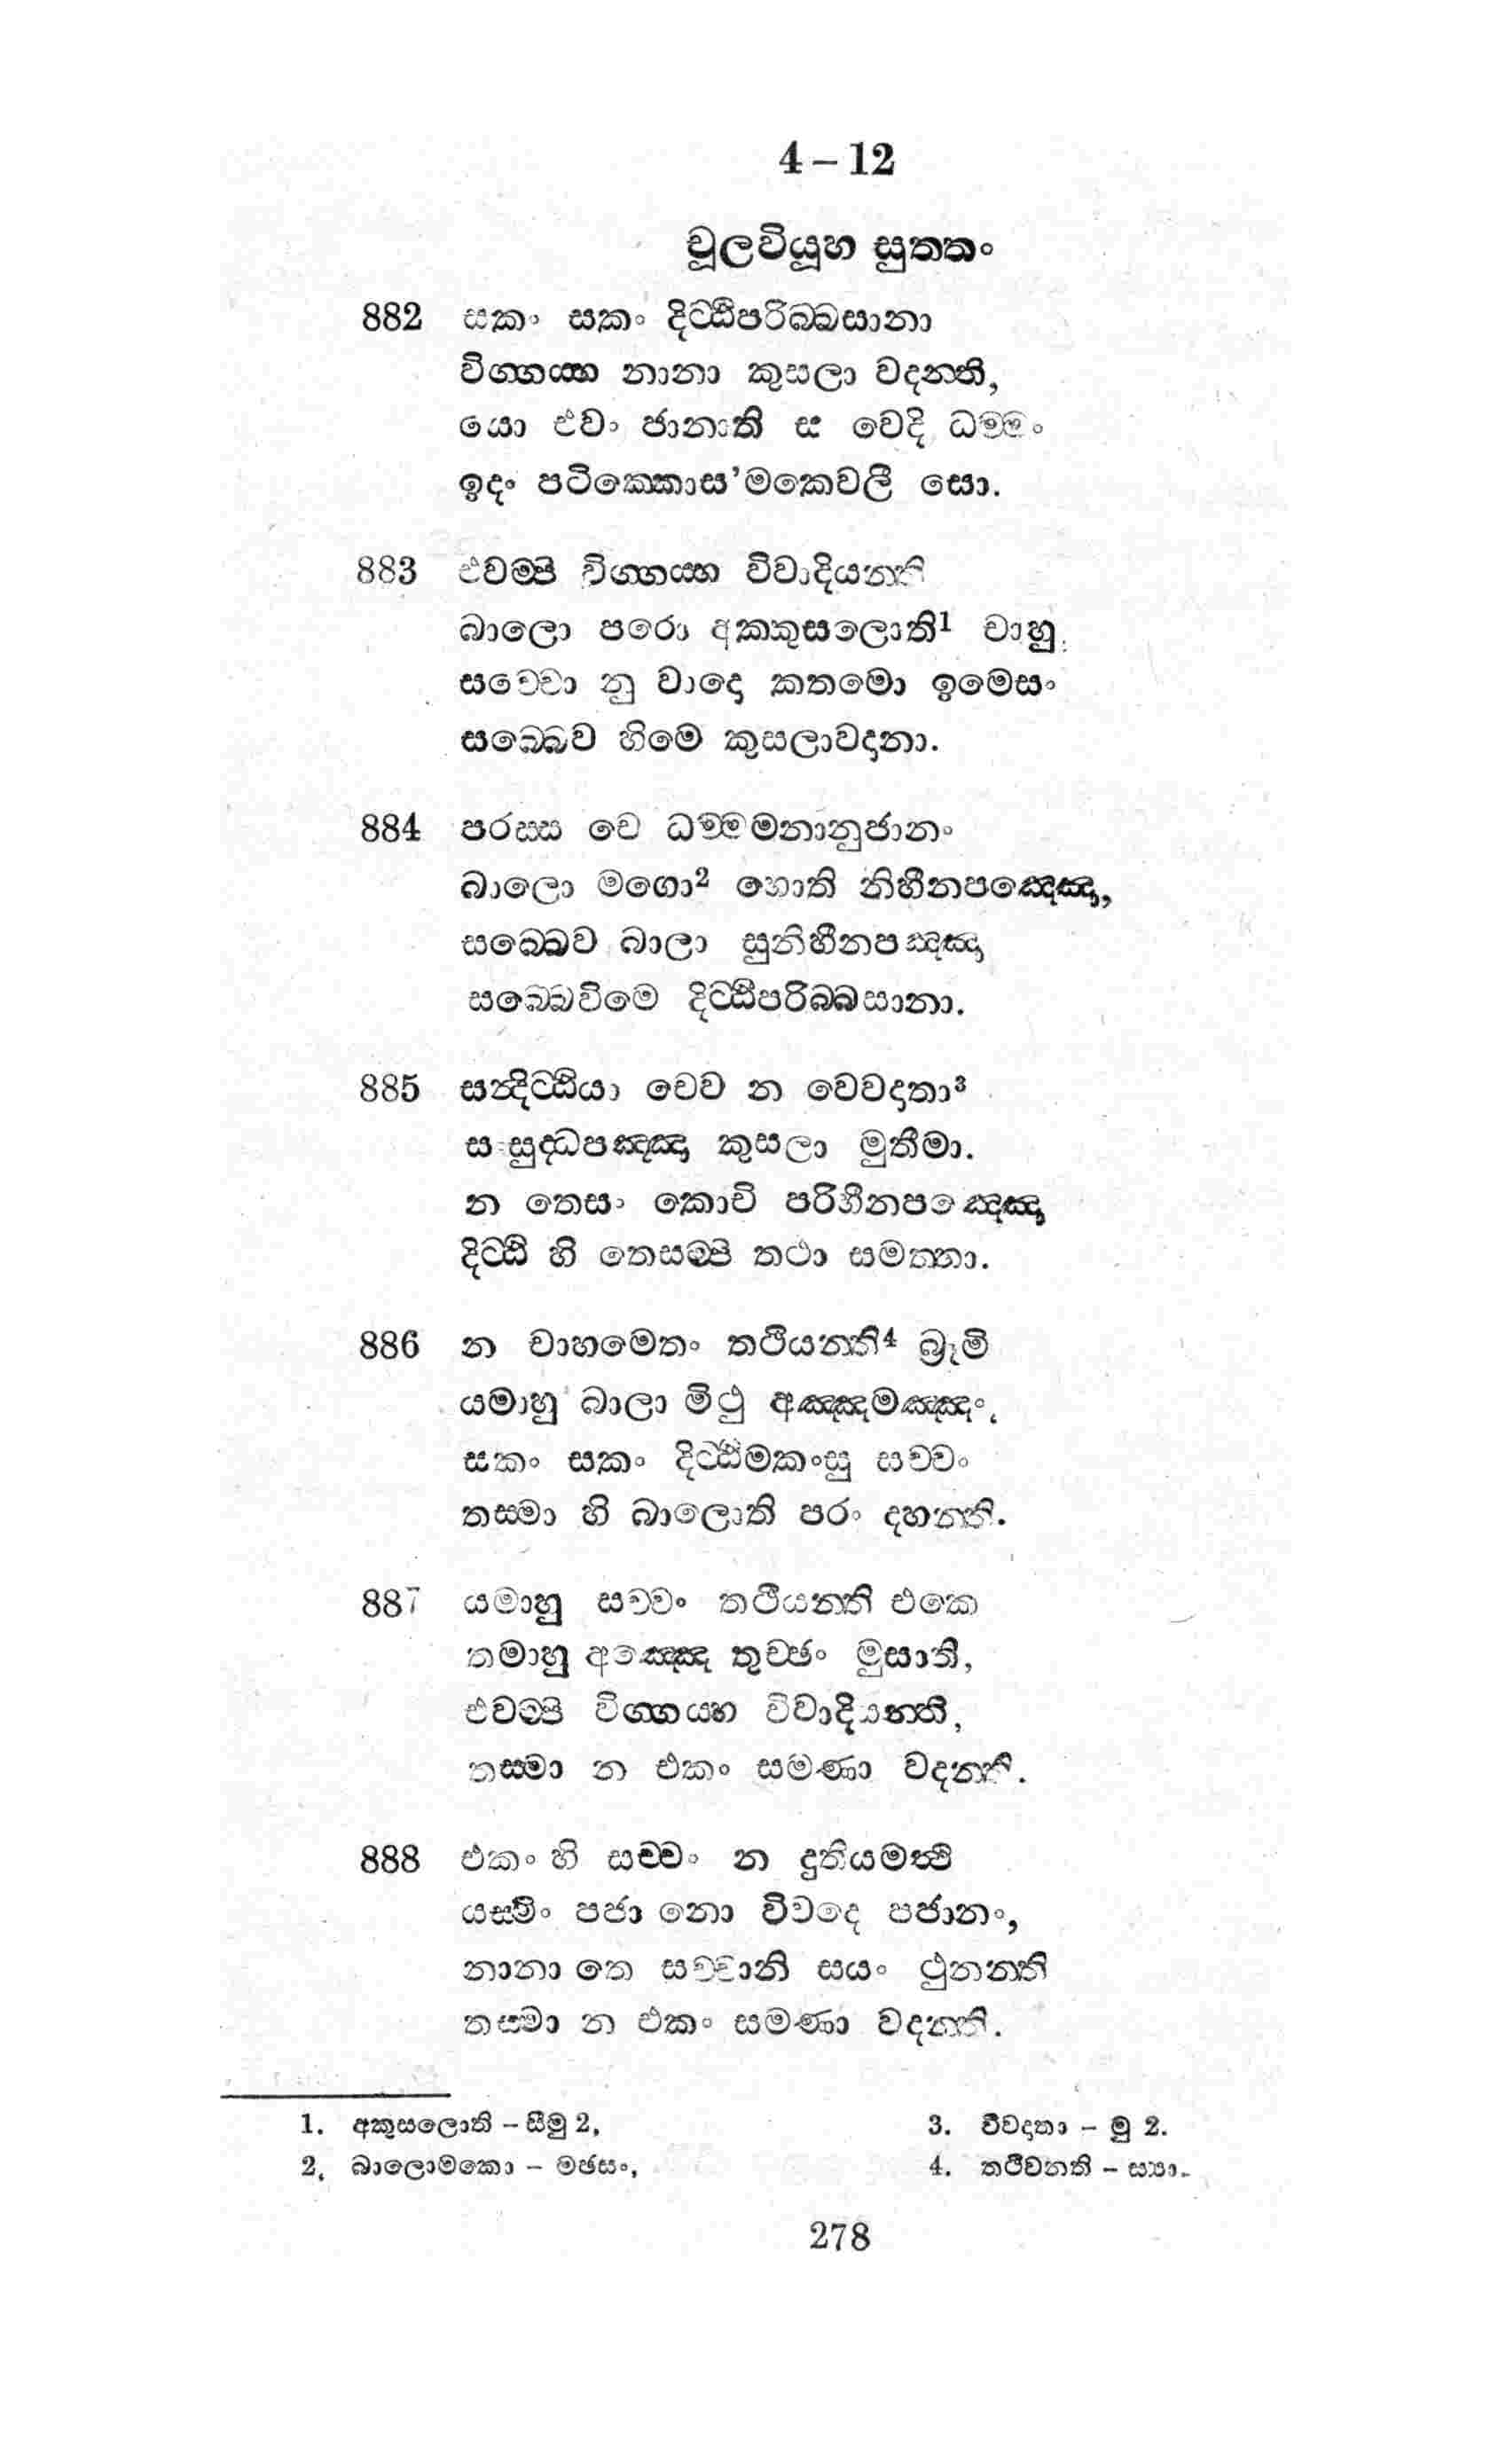 4 – 12
චූලවියූහ සුත්තං
882 සකං සකං දිට්ඨිපරිබ්බසානා
විග්ගය්හ නානා කුසලා වදන්ති,
යො එවං ජානාති ස වෙදි ධම්මං
ඉදං පටික්කොස'මකෙවලී සො.
883 එවම්පි විග්ගය්හ විවාදියන්ති
බාලො පරො අක්කුසලොති1 චාහු,
සච්චො නු වාදො කතමො ඉමෙසං
සබ්බෙව හිමෙ කුසලාවදානා.
884 පරස්ස වෙ ධම්මමනානුජානං
බාලො මගො2 හොති නිහීනපඤ්ඤො,
සබ්බෙව බාලා සුනිහීනපඤ්ඤා
සබ්බෙවිමෙ දිට්ඨිපරිබ්බසානා.
885 සන්දිට්ඨියා චෙව න වෙවදාතා3
සංසුද්ධපඤ්ඤා කුසලා මුතීමා.
න තෙසං කොචි පරිහීනපඤ්ඤො
දිට්ඨි හි තෙසම්පි තථා සමත්තා.
886 න චාහමෙතං තථියන්ති4 බ්‍රූමි
යමාහු බාලා මිථු අඤ්ඤමඤ්ඤං,
සකං සකං දිට්ඨිමකංසු සච්චං
තස්මා හි බාලොති පරං දහන්ති.
887 යමාහු සච්චං තථියන්ති එකෙ
තමාහු අඤ්ඤෙ තුච්ඡං මුසාති,
එවම්පි විග්ගය්හ විවාදියන්ති,
තස්මා න එකං සමණා වදන්ති.
888 එකං හි සච්චං න දුතියමත්ථි
යස්මිං පජා නො විවදෙ පජානං,
නානා තෙ සච්චානි සයං ථුනන්ති
තස්මා න එකං සමණා වදන්ති.
1. අකුසලොති – සීමු 2, 3. වීවදාතා – මු 2.
2, බාලොමකො – මඡසං, 4. තථිවන්ති – ස්‍යා.
278